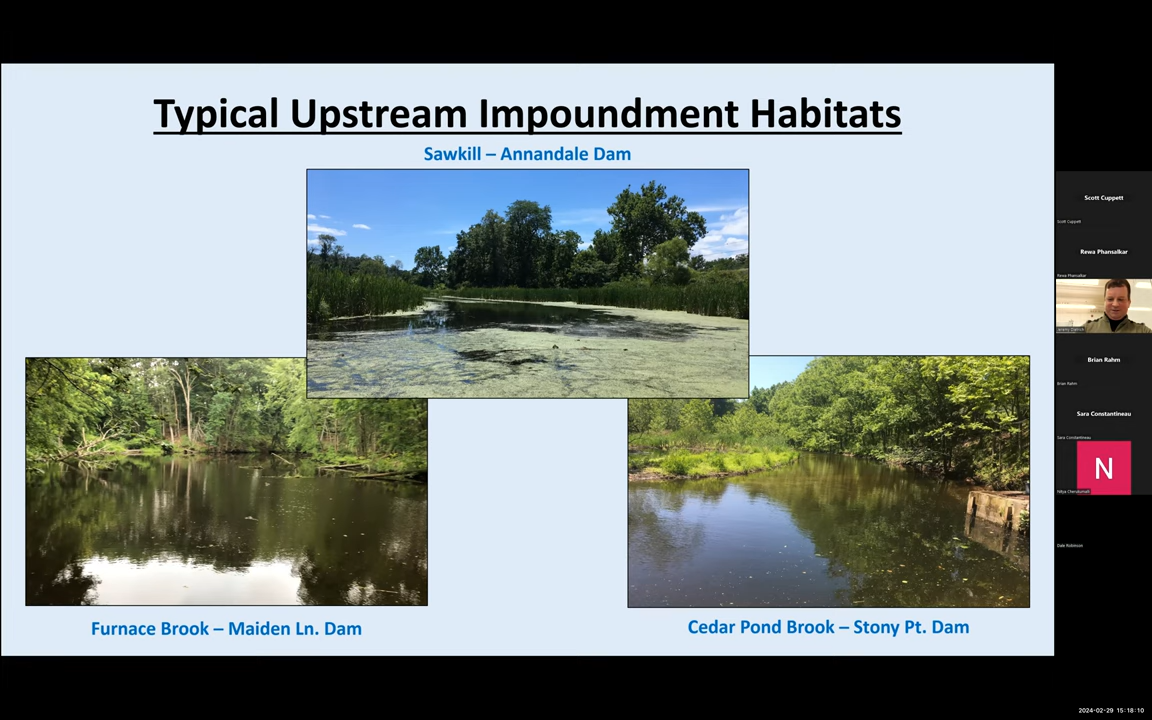 Typical Upstream Impoundment Habitats
Sawkill – Annandale Dam
Furnace Brook – Maiden Ln. Dam
Cedar Pond Brook – Stony Pt. Dam
Scott Cuppett
Scott Cuppett
Rewa Phansalkar
Rewa Phansalkar
Brian Rahm
Brian Rahm
Sara Constantineau
Sara Constantineau
N
Dale Robinson
2024-02-29 15:18:10